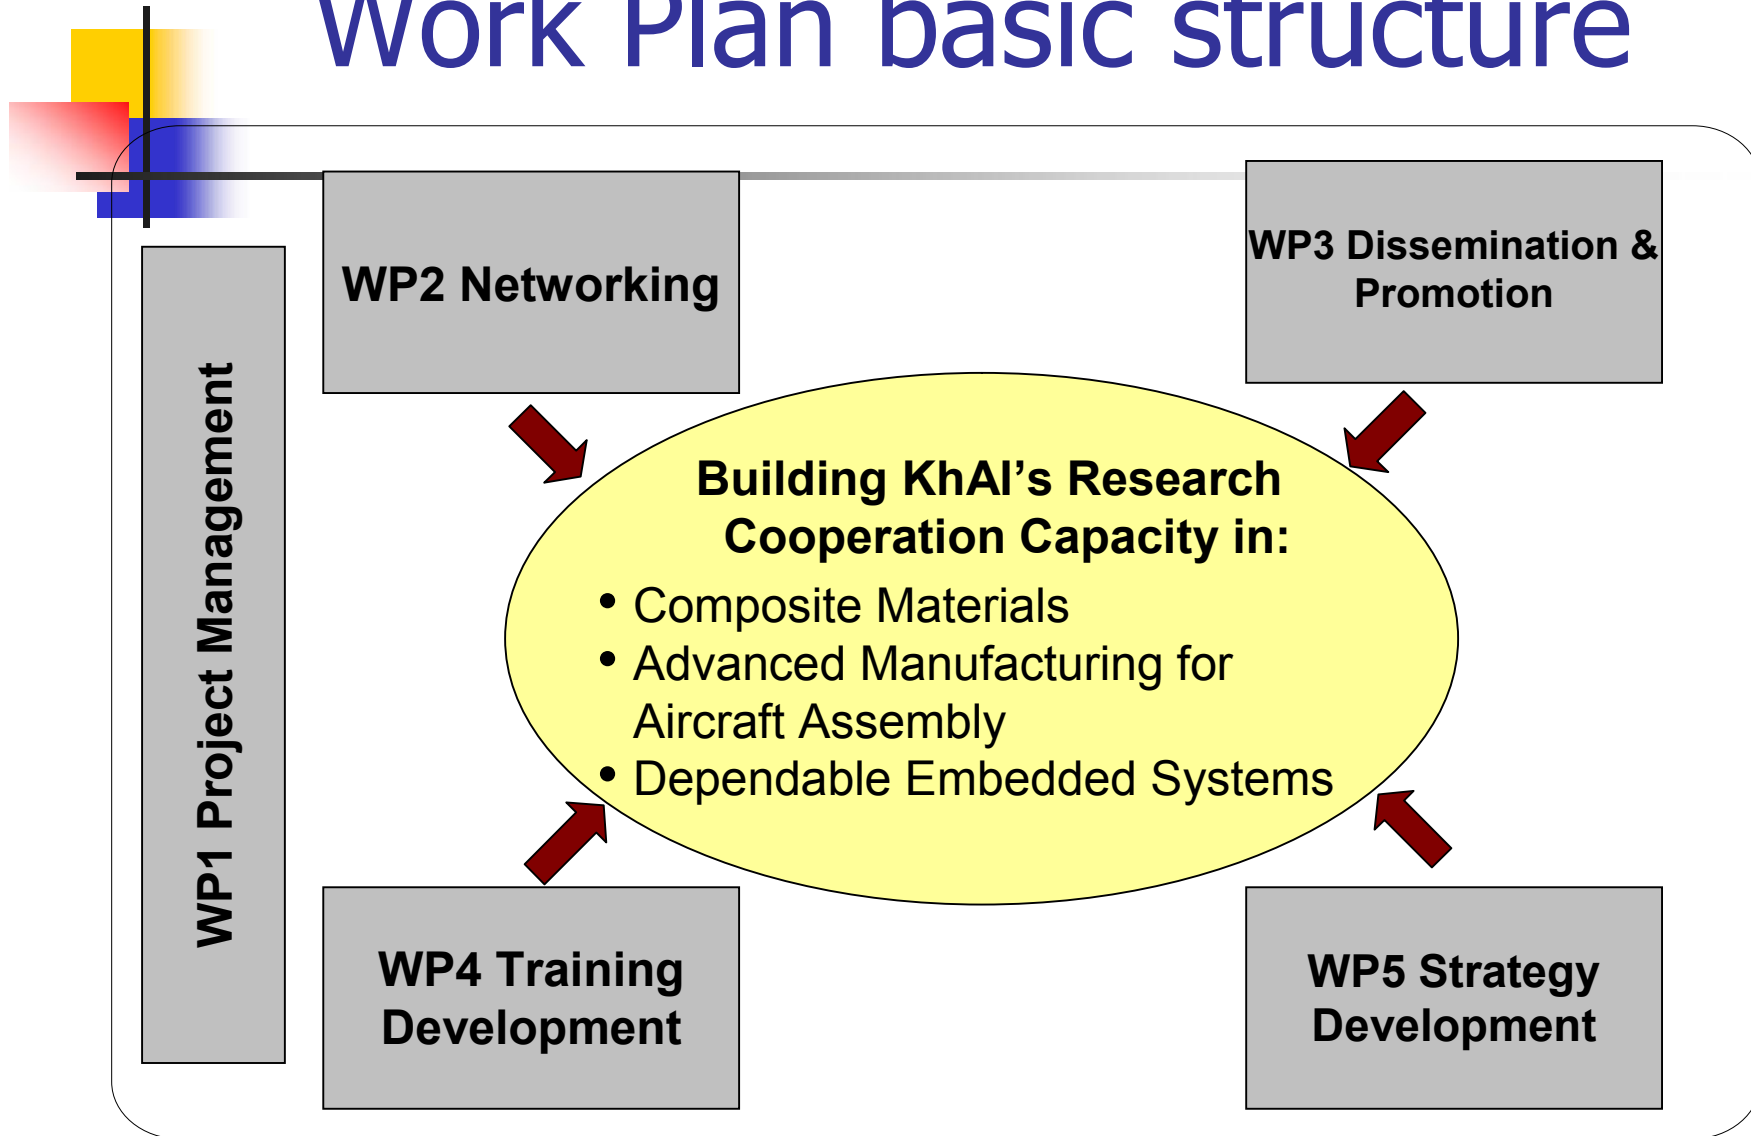 Work Plan basic structure
WP1 Project Management
WP2 Networking
WP3 Dissemination &
Promotion
Building KhAI’s Research
Cooperation Capacity in:
• Composite Materials
• Advanced Manufacturing for
Aircraft Assembly
• Dependable Embedded Systems
WP4 Training
Development
WP5 Strategy
Development